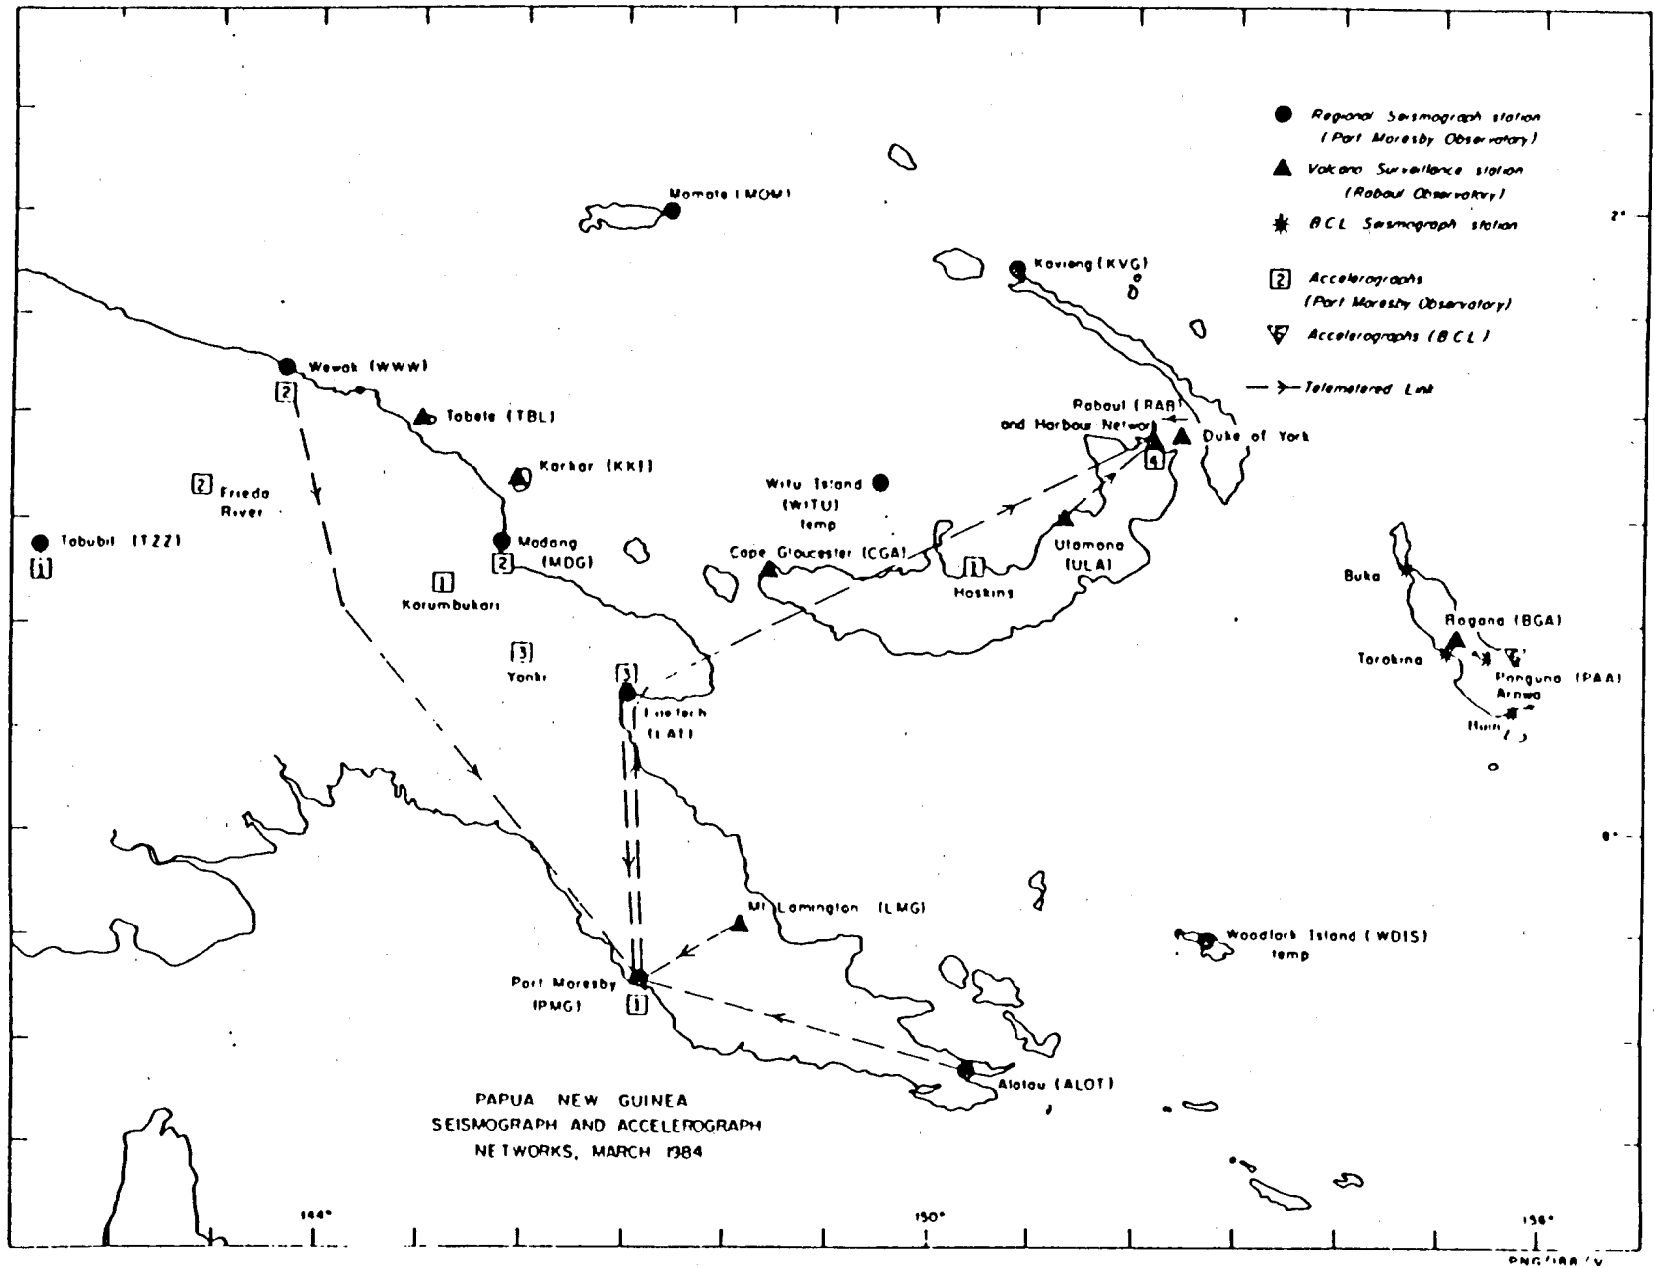 Regional Seismograph station
(Port Moresby Observatory)
Volcano Surveillance station
(Rabaul Observatory)
BCL Seismograph station
2
Accelerographs
(Port Moresby Observatory)
Accelerographs (BCL)
Telemetered Link
2°
Momote (MOM)
Kavieng (KVG)
Wewak (WWW)
2
Tabele (TBL)
Rabaul (RAB)
and Harbour Network
Duke of York
4
Karkar (KKI)
2
Frieda
River
Witu Island
(WITU)
temp
Tabubil (TZZ)
1
Madang
(MDG)
2
Cape Gloucester (CGA)
Ulamona
(ULA)
1
Hoskins
1
Korumbukari
Buka
Bagana (BGA)
3
Yonki
Torokina
Panguna (PAA)
Arawa
3
(LAT)
Buin
8°
Mt Lamington (LMG)
Woodlark Island (WDIS)
temp
Port Moresby
(PMG)
1
Alotau (ALOT)
PAPUA NEW GUINEA
SEISMOGRAPH AND ACCELEROGRAPH
NETWORKS, MARCH 1984
144°
150°
156°